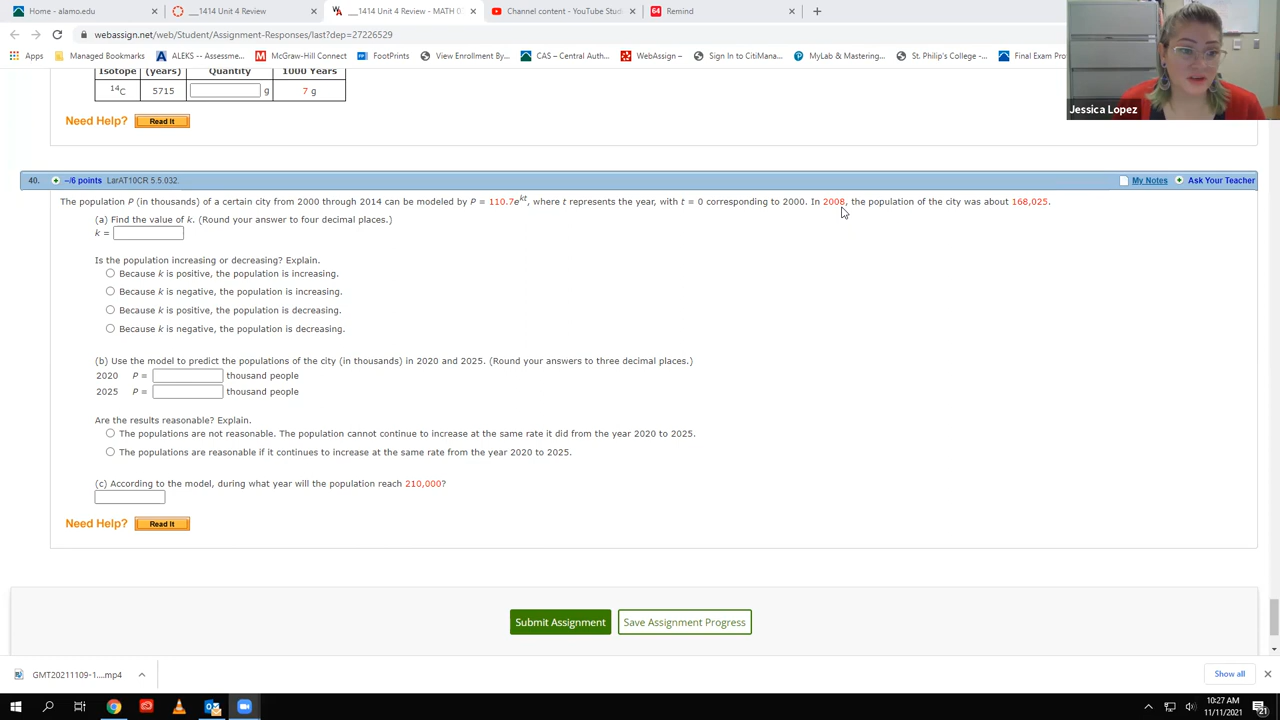 Home - alamo.edu
__1414 Unit 4 Review
__1414 Unit 4 Review - MATH 0
Channel content - YouTube Stud
Remind
webassign.net/web/Student/Assignment-Responses/last?dep=27226529
Apps Managed Bookmarks ALEKS -- Assessme... McGraw-Hill Connect FootPrints View Enrollment By... CAS – Central Auth... WebAssign – Sign In to CitiMana... MyLab & Mastering... St. Philip's College -... Final Exam Pro
Isotope (years) Quantity 1000 Years
14C 5715 g 7 g
Need Help? Read It
Jessica Lopez
40. –/6 points LarAT10CR 5.5.032. My Notes Ask Your Teacher
The population P (in thousands) of a certain city from 2000 through 2014 can be modeled by P = 110.7e^kt, where t represents the year, with t = 0 corresponding to 2000. In 2008, the population of the city was about 168,025.
(a) Find the value of k. (Round your answer to four decimal places.)
k =
Is the population increasing or decreasing? Explain.
Because k is positive, the population is increasing.
Because k is negative, the population is increasing.
Because k is positive, the population is decreasing.
Because k is negative, the population is decreasing.
(b) Use the model to predict the populations of the city (in thousands) in 2020 and 2025. (Round your answers to three decimal places.)
2020 P = thousand people
2025 P = thousand people
Are the results reasonable? Explain.
The populations are not reasonable. The population cannot continue to increase at the same rate it did from the year 2020 to 2025.
The populations are reasonable if it continues to increase at the same rate from the year 2020 to 2025.
(c) According to the model, during what year will the population reach 210,000?
Need Help? Read It
Submit Assignment Save Assignment Progress
GMT20211109-1....mp4
Show all
10:27 AM
11/11/2021
21